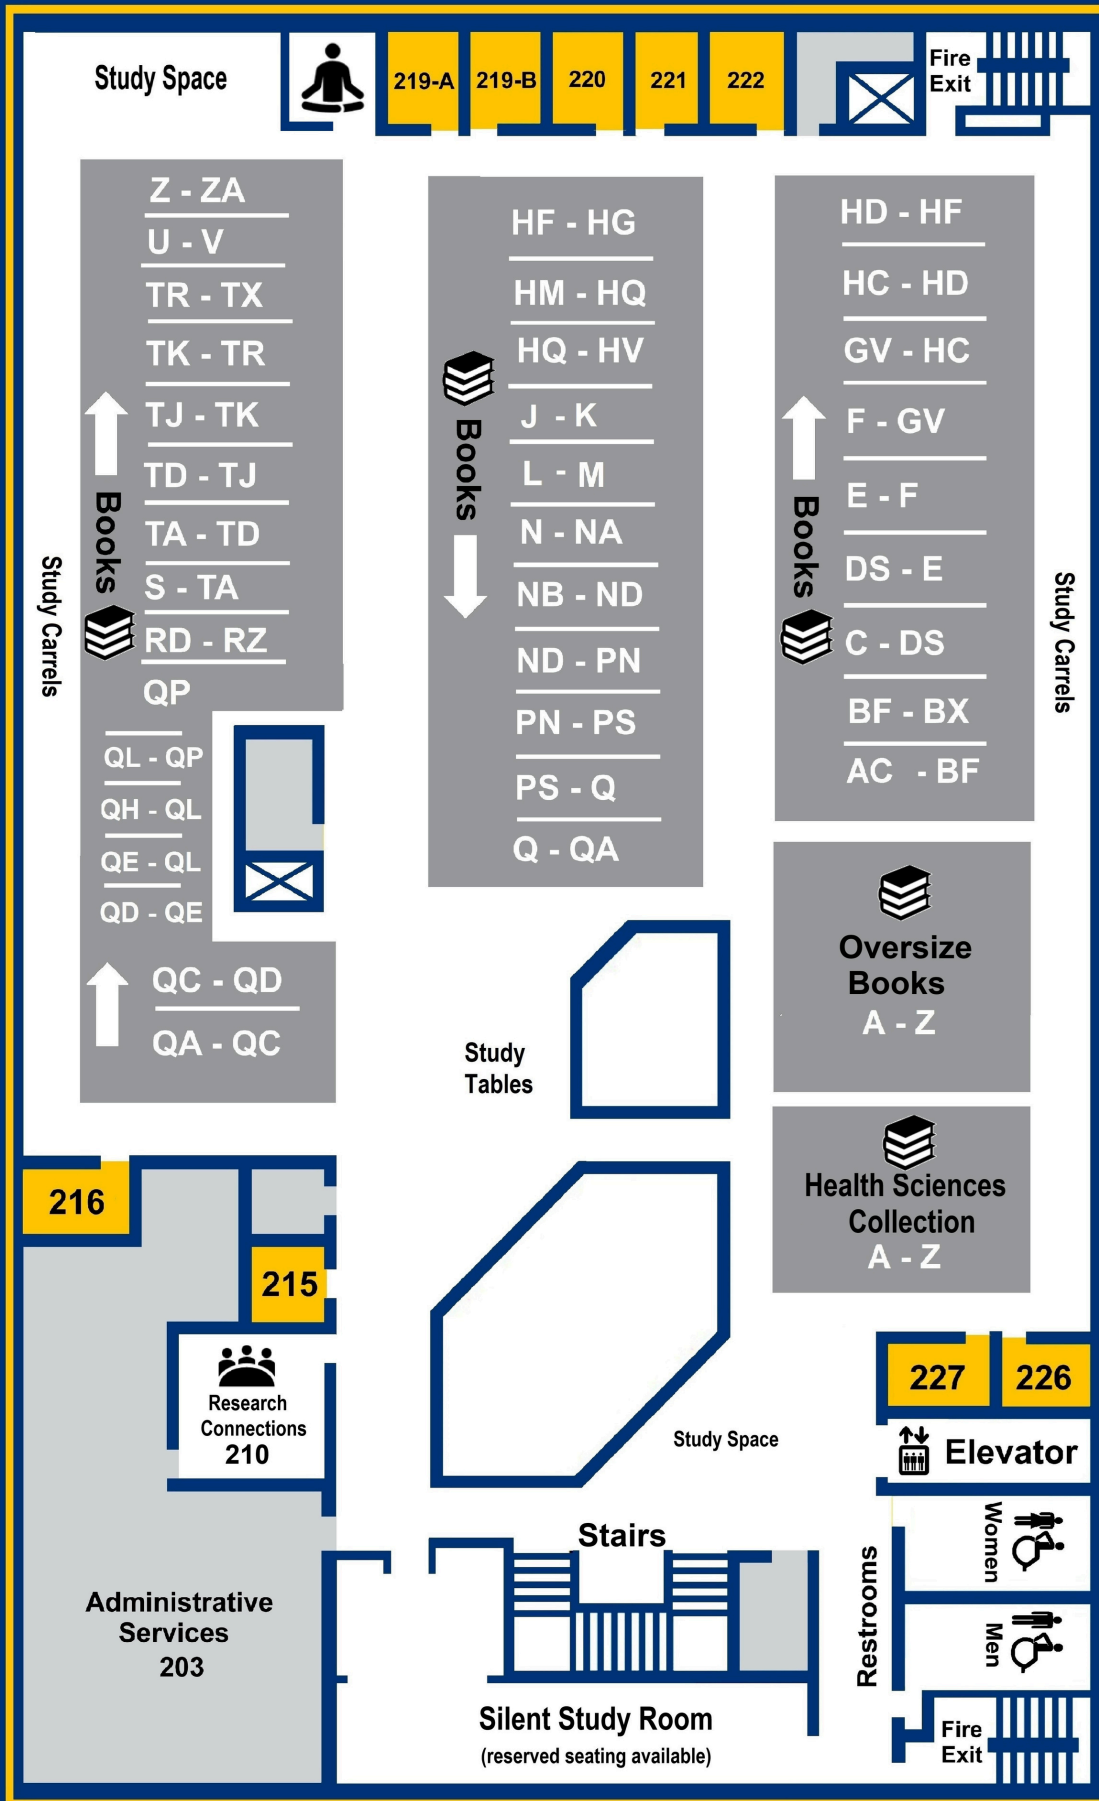 Study Space
219-A
219-B
220
221
222
Fire
Exit
Z - ZA
U - V
TR - TX
TK - TR
TJ - TK
TD - TJ
TA - TD
S - TA
RD - RZ
QP
QL - QP
QH - QL
QE - QL
QD - QE
QC - QD
QA - QC
Books
Study Carrels
HF - HG
HM - HQ
HQ - HV
J - K
L - M
N - NA
NB - ND
ND - PN
PN - PS
PS - Q
Q - QA
Books
HD - HF
HC - HD
GV - HC
F - GV
E - F
DS - E
C - DS
BF - BX
AC - BF
Books
Study Carrels
Oversize
Books
A - Z
Study
Tables
Health Sciences
Collection
A - Z
216
215
Research
Connections
210
227
226
Elevator
Study Space
Stairs
Women
Men
Restrooms
Administrative
Services
203
Silent Study Room
(reserved seating available)
Fire
Exit